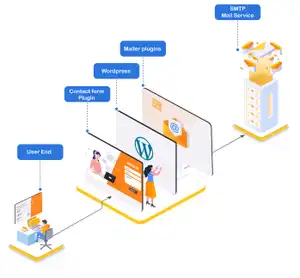 SMTP
Mail Service
Mailer plugins
Wordpress
Contact form
Plugin
User End